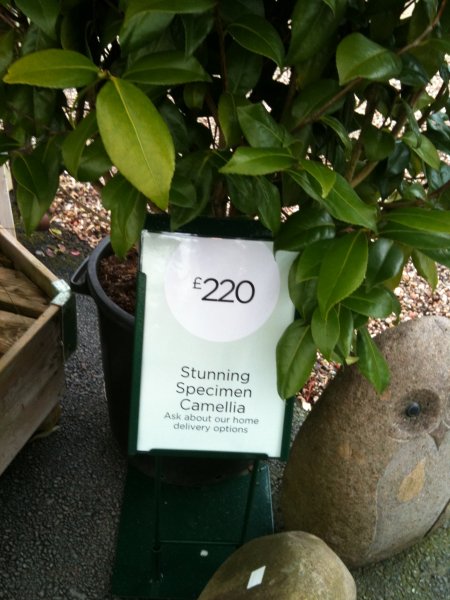 £220
Stunning
Specimen
Camellia
Ask about our home
delivery options